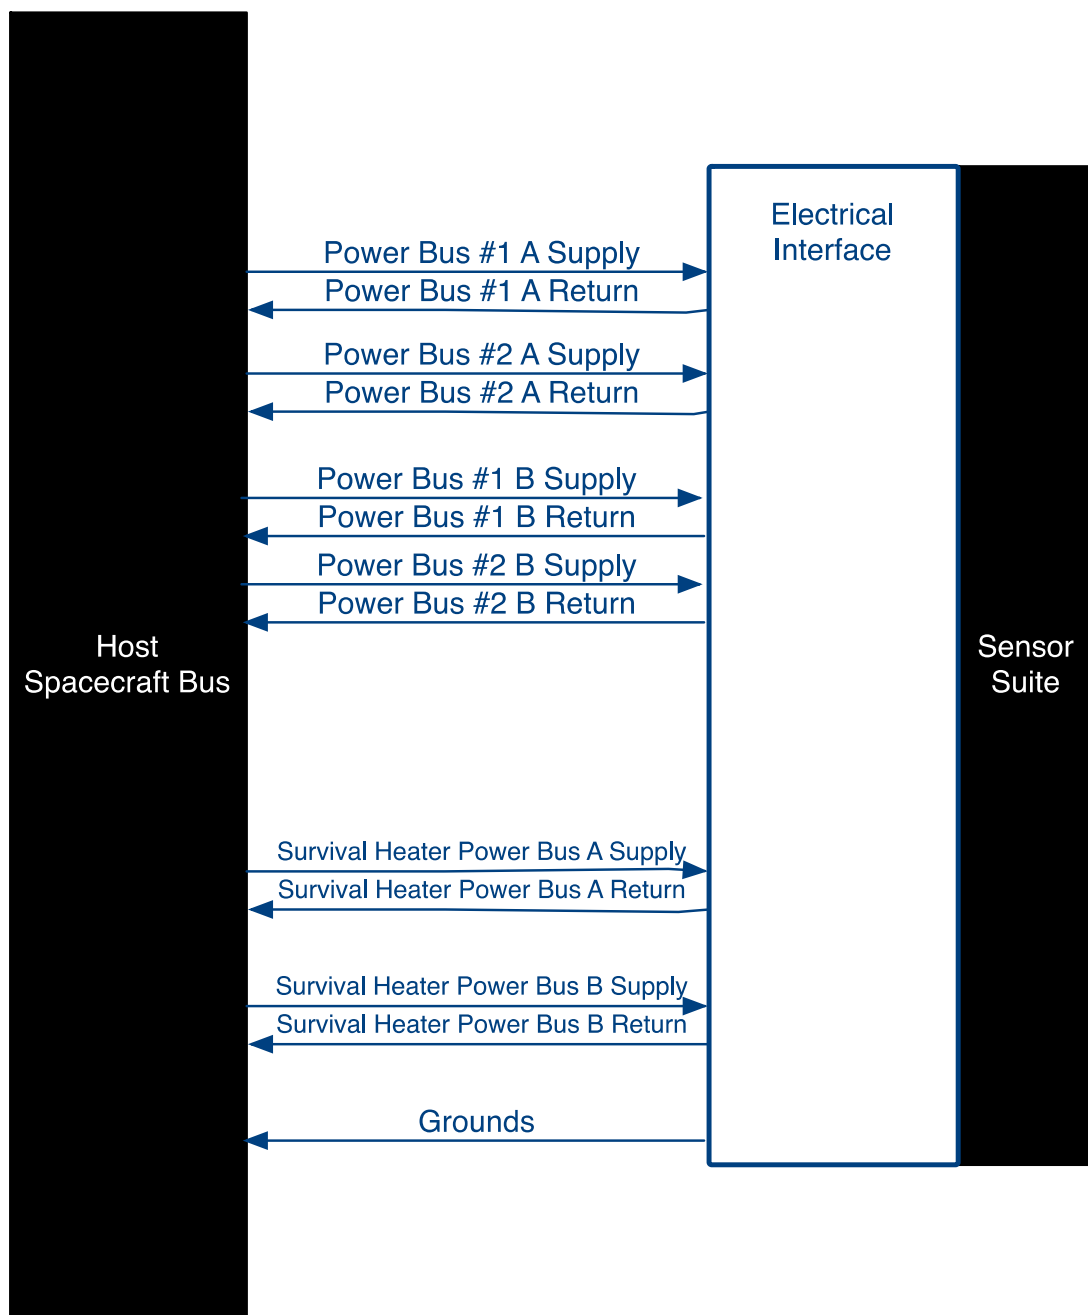 Electrical
Interface
Power Bus #1 A Supply
Power Bus #1 A Return
Power Bus #2 A Supply
Power Bus #2 A Return
Power Bus #1 B Supply
Power Bus #1 B Return
Power Bus #2 B Supply
Power Bus #2 B Return
Host
Spacecraft Bus
Sensor
Suite
Survival Heater Power Bus A Supply
Survival Heater Power Bus A Return
Survival Heater Power Bus B Supply
Survival Heater Power Bus B Return
Grounds